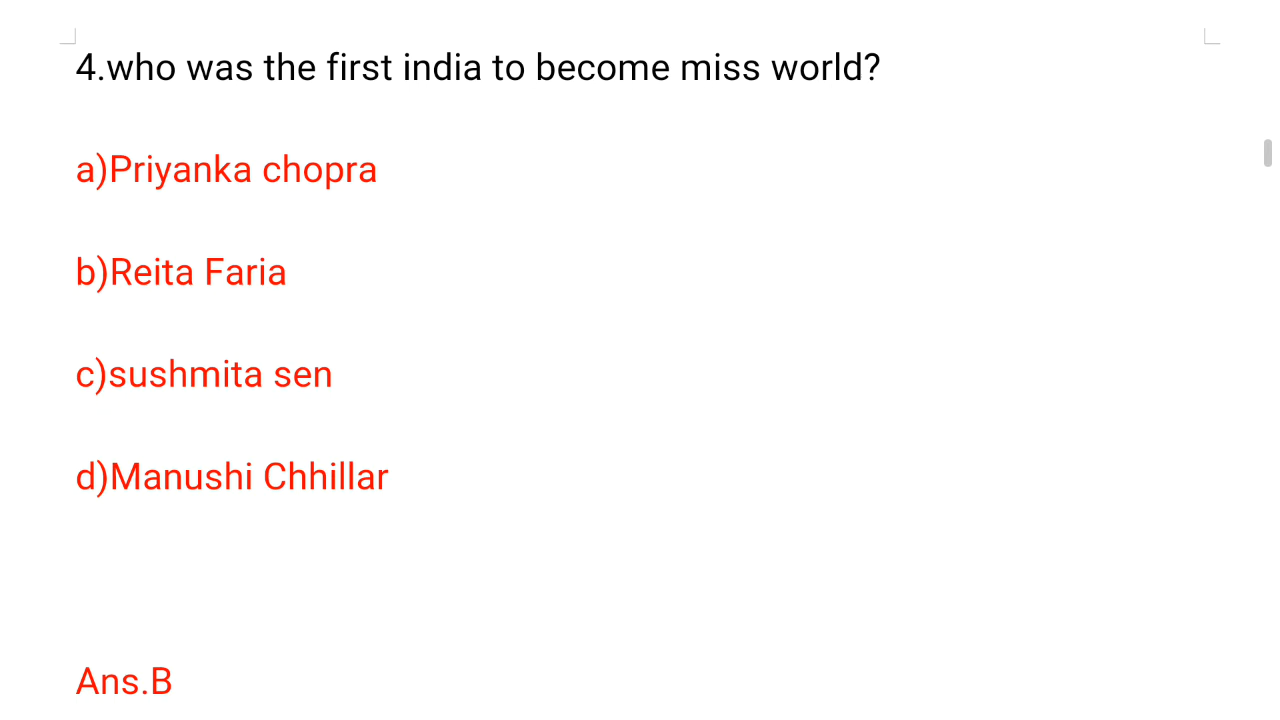 4.who was the first india to become miss world?
a)Priyanka chopra
b)Reita Faria
c)sushmita sen
d)Manushi Chhillar
Ans.B